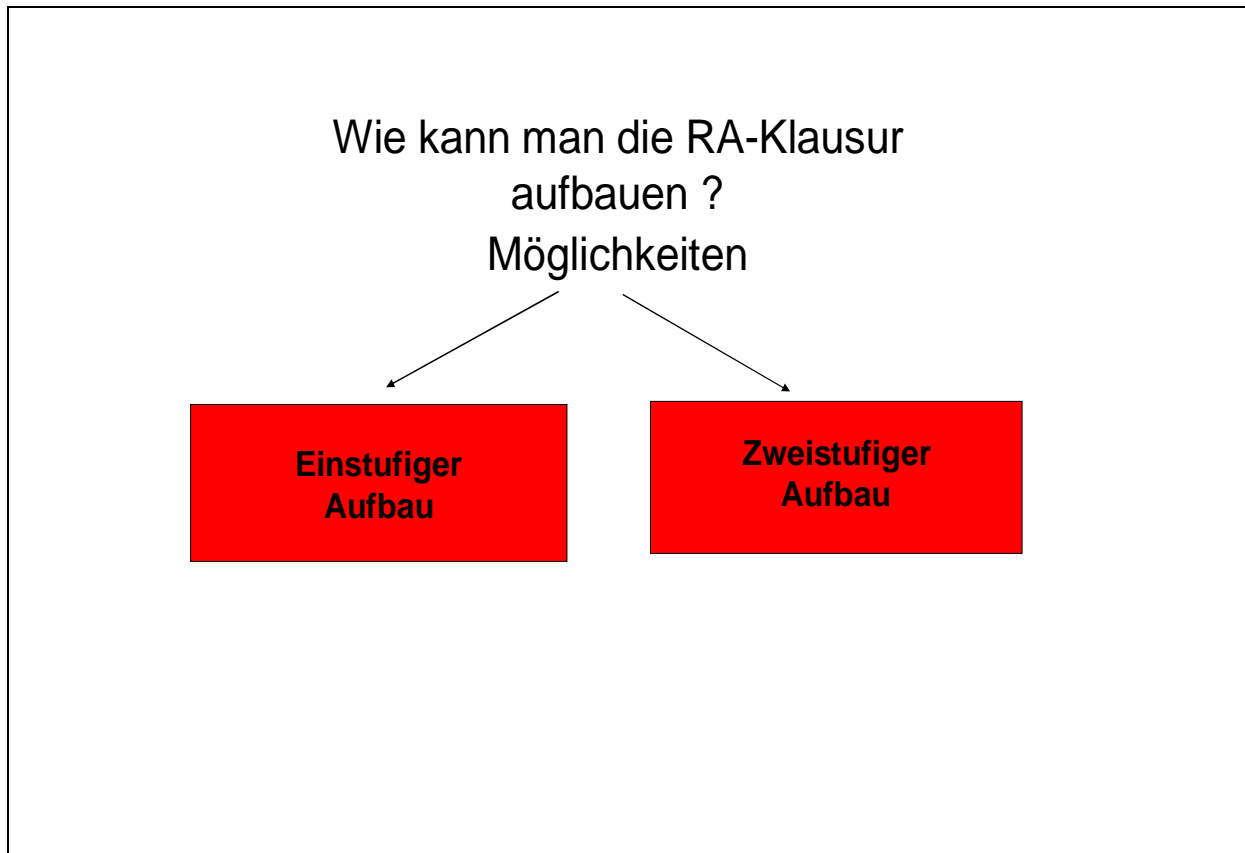 Wie kann man die RA-Klausur
aufbauen ?
Möglichkeiten
Einstufiger
Aufbau
Zweistufiger
Aufbau